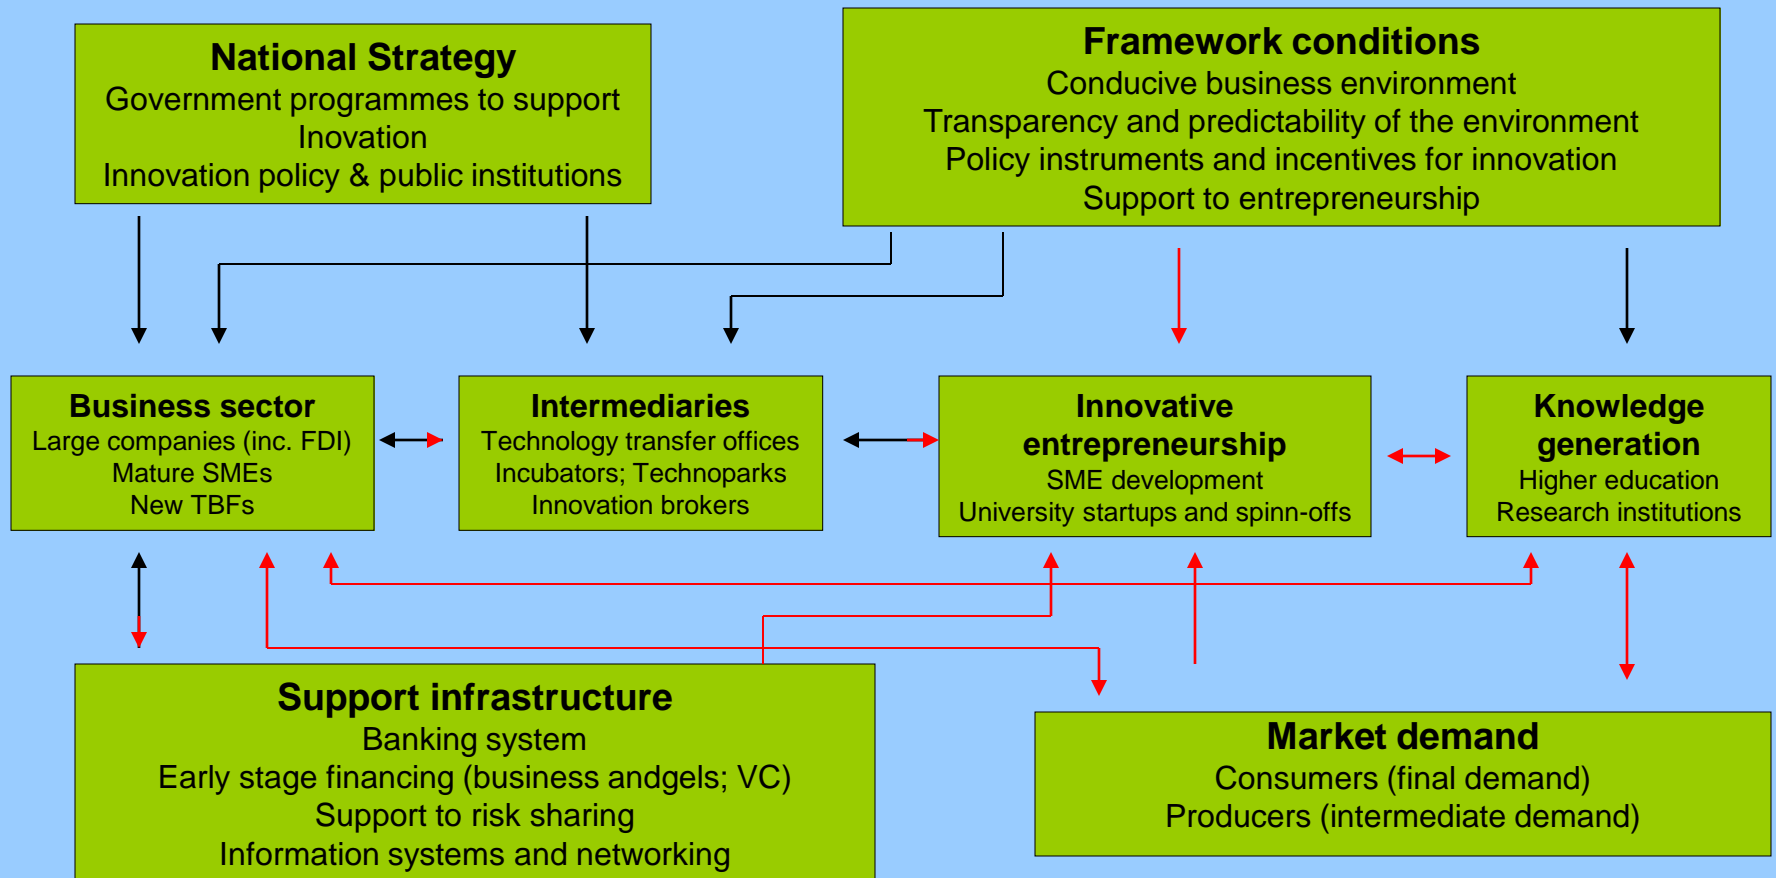 National Strategy
Government programmes to support
Inovation
Innovation policy & public institutions
Framework conditions
Conducive business environment
Transparency and predictability of the environment
Policy instruments and incentives for innovation
Support to entrepreneurship
Business sector
Large companies (inc. FDI)
Mature SMEs
New TBFs
Intermediaries
Technology transfer offices
Incubators; Technoparks
Innovation brokers
Innovative
entrepreneurship
SME development
University startups and spinn-offs
Knowledge
generation
Higher education
Research institutions
Support infrastructure
Banking system
Early stage financing (business andgels; VC)
Support to risk sharing
Information systems and networking
Market demand
Consumers (final demand)
Producers (intermediate demand)